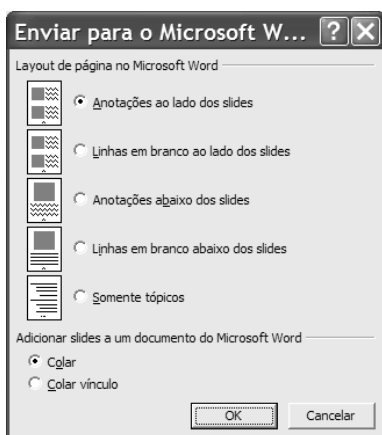 Enviar para o Microsoft W...
Layout de página no Microsoft Word
Anotações ao lado dos slides
Linhas em branco ao lado dos slides
Anotações abaixo dos slides
Linhas em branco abaixo dos slides
Somente tópicos
Adicionar slides a um documento do Microsoft Word
Colar
Colar vínculo
OK Cancelar